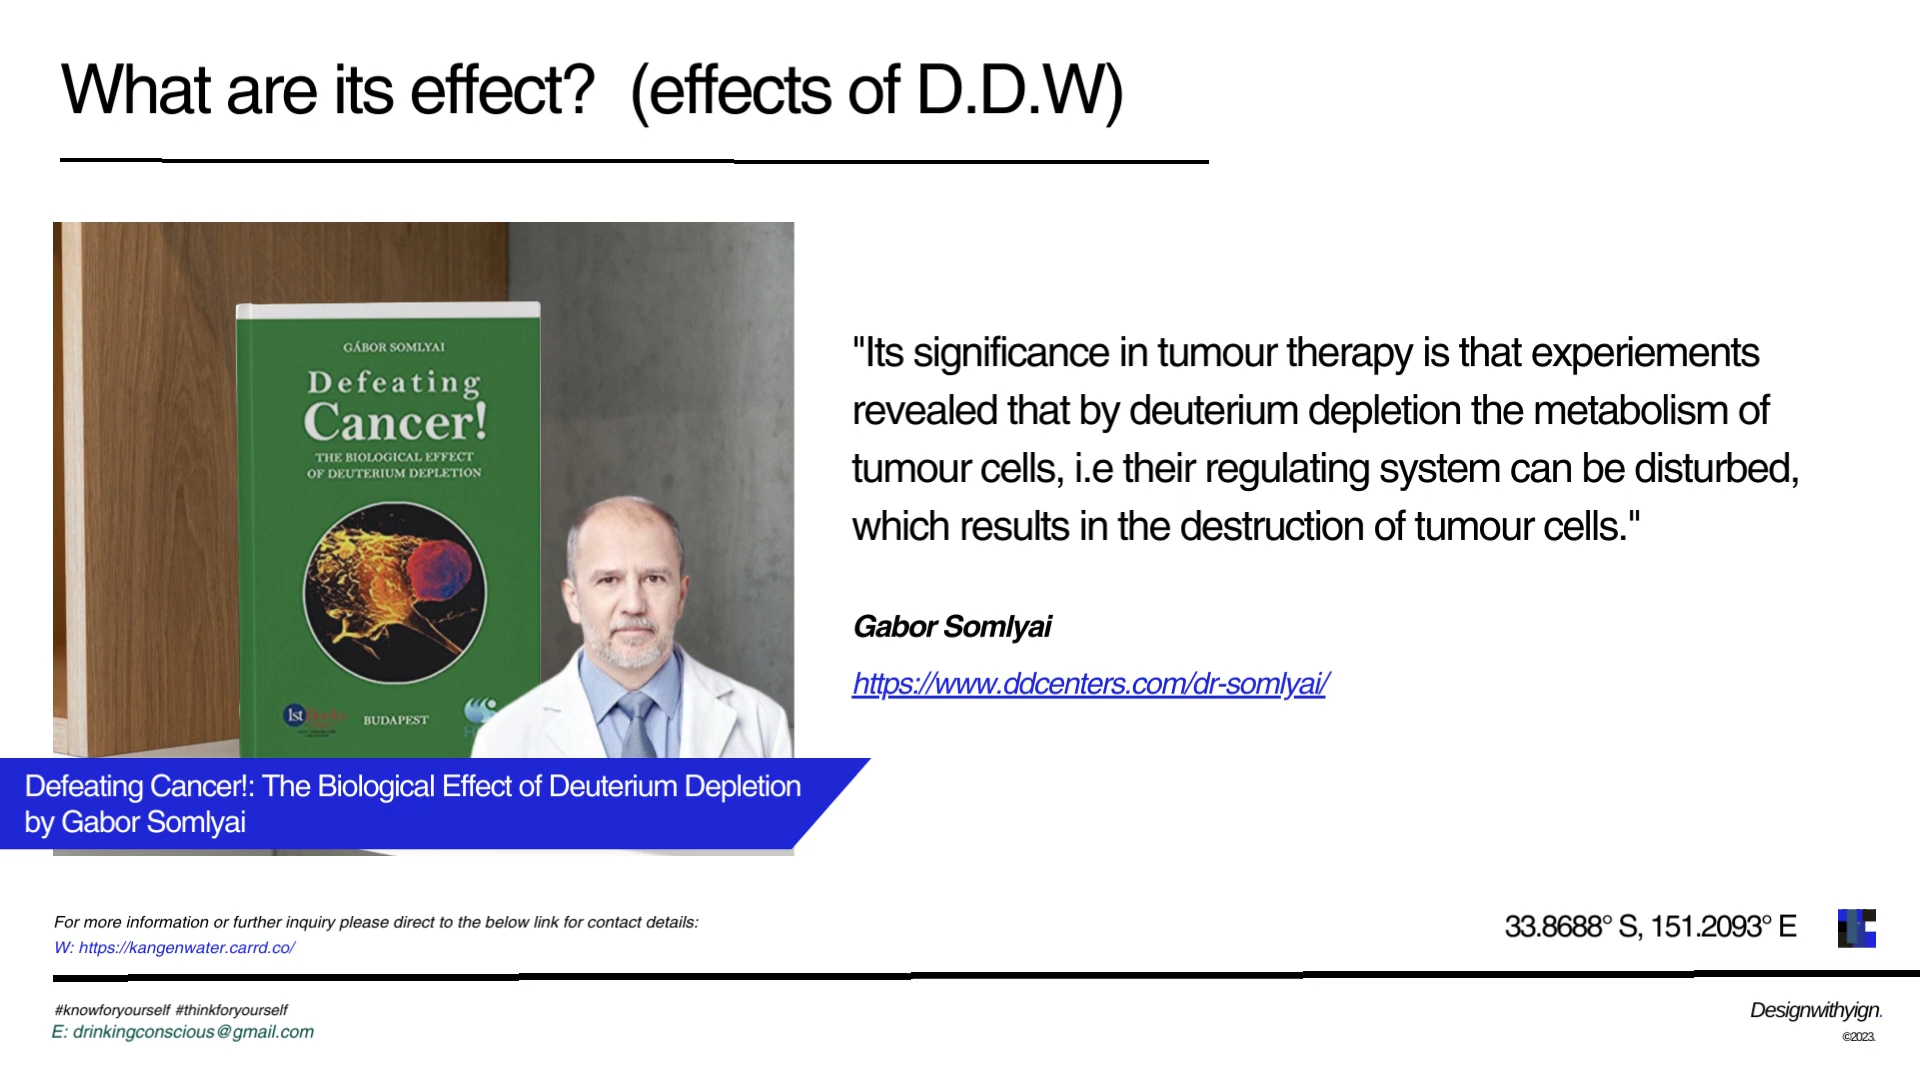 What are its effect?  (effects of D.D.W)
GÁBOR SOMLYAI
Defeating
Cancer!
THE BIOLOGICAL EFFECT
OF DEUTERIUM DEPLETION
1st
BUDAPEST
"Its significance in tumour therapy is that experiements
revealed that by deuterium depletion the metabolism of
tumour cells, i.e their regulating system can be disturbed,
which results in the destruction of tumour cells."
Gabor Somlyai
https://www.ddcenters.com/dr-somlyai/
Defeating Cancer!: The Biological Effect of Deuterium Depletion
by Gabor Somlyai
For more information or further inquiry please direct to the below link for contact details:
W: https://kangenwater.carrd.co/
33.8688° S, 151.2093° E
#knowforyourself #thinkforyourself
E: drinkingconscious@gmail.com
Designwithyign.
©2023.